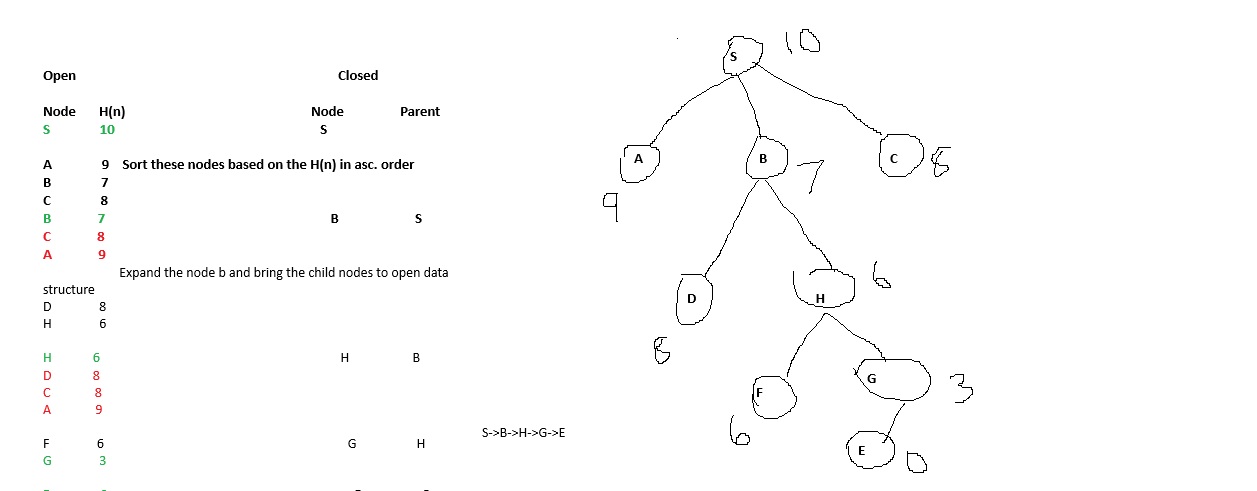 Open Closed
Node H(n) Node Parent
S 10 S
A 9 Sort these nodes based on the H(n) in asc. order
B 7
C 8
B 7 B S
C 8
A 9
Expand the node b and bring the child nodes to open data
structure
D 8
H 6
H 6 H B
D 8
C 8
A 9
F 6 G H
G 3
S->B->H->G->E
S 10
A B C 8
7
9
D H 6
8
F G 3
6
E 0